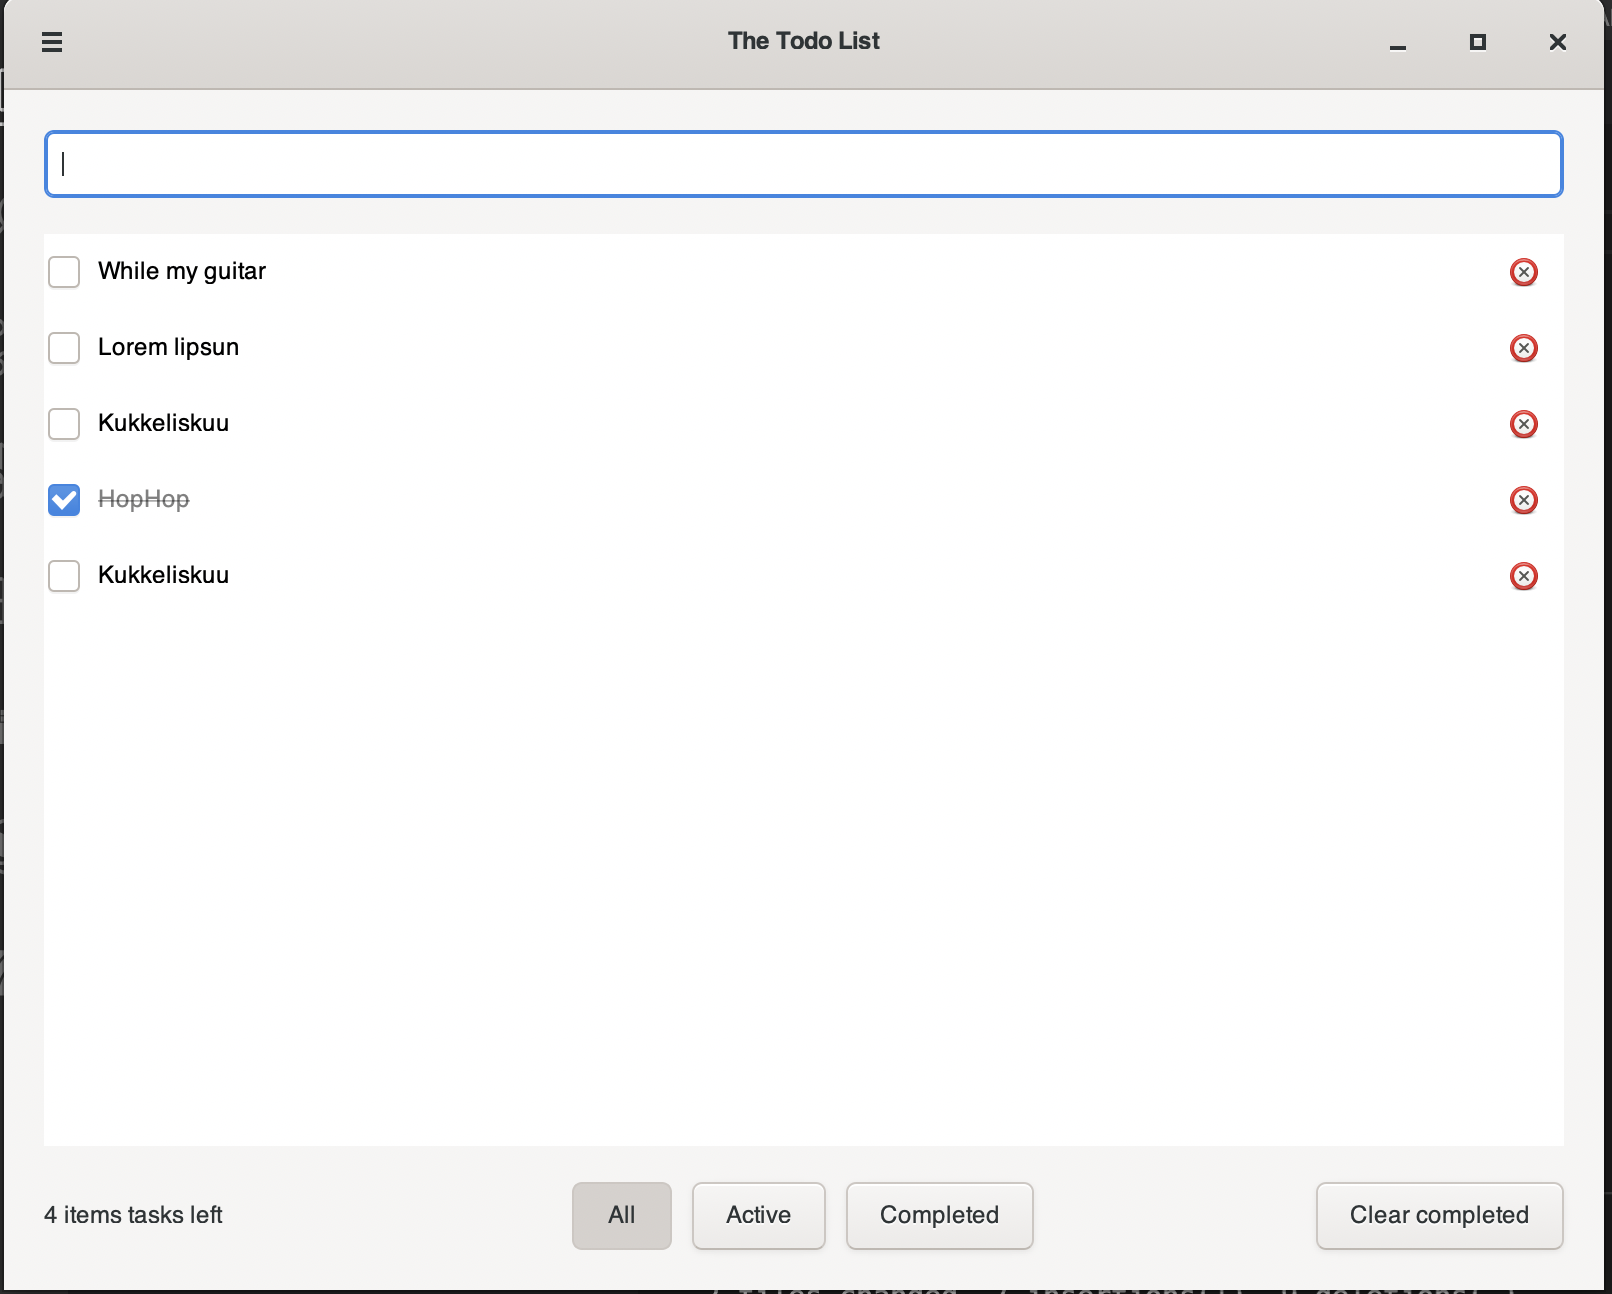 The Todo List
While my guitar
Lorem lipsun
Kukkeliskuu
HopHop
Kukkeliskuu
4 items tasks left
All
Active
Completed
Clear completed